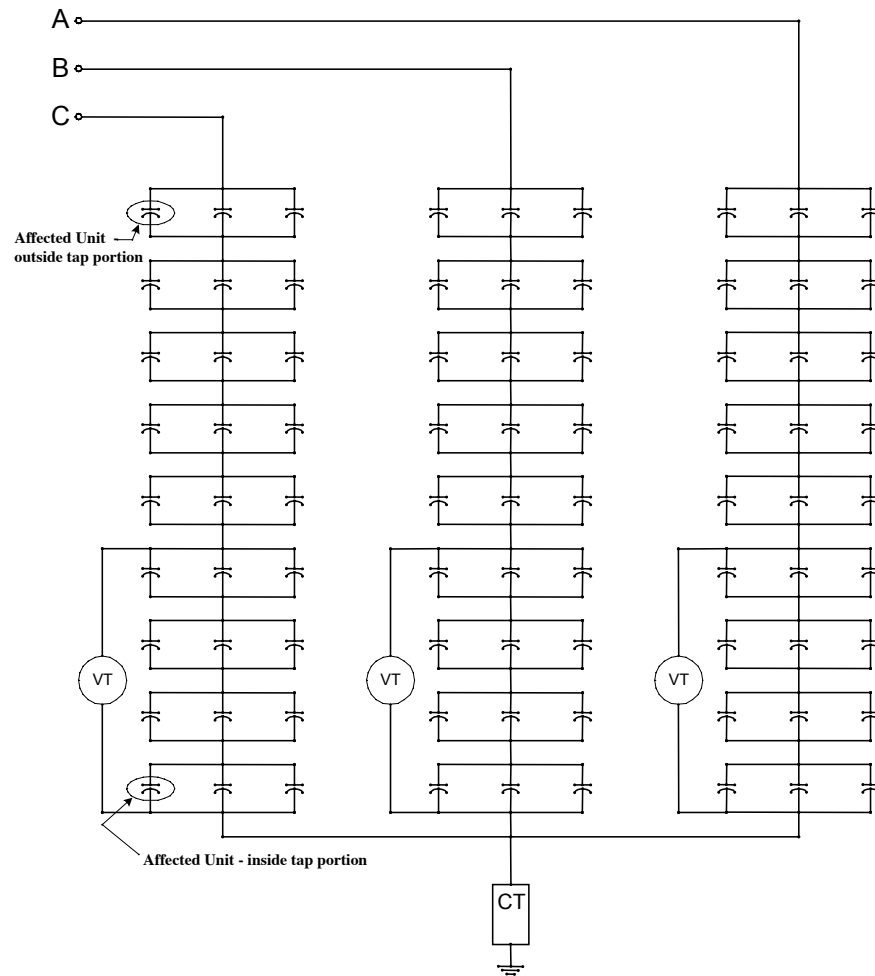 A
B
C
Affected Unit
outside tap portion
VT
VT
VT
Affected Unit - inside tap portion
CT